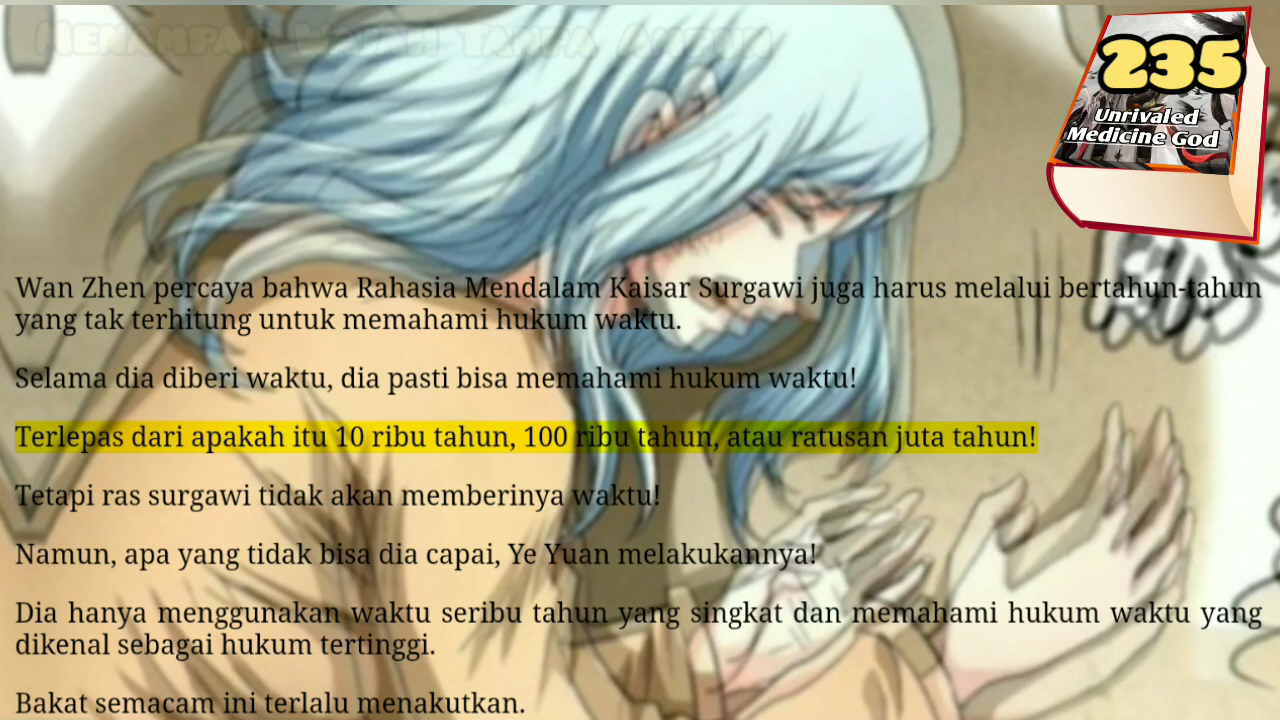 Menampar Wajah Tanpa Ampun
235
Unrivaled
Medicine God
Wan Zhen percaya bahwa Rahasia Mendalam Kaisar Surgawi juga harus melalui bertahun-tahun
yang tak terhitung untuk memahami hukum waktu.
Selama dia diberi waktu, dia pasti bisa memahami hukum waktu!
Terlepas dari apakah itu 10 ribu tahun, 100 ribu tahun, atau ratusan juta tahun!
Tetapi ras surgawi tidak akan memberinya waktu!
Namun, apa yang tidak bisa dia capai, Ye Yuan melakukannya!
Dia hanya menggunakan waktu seribu tahun yang singkat dan memahami hukum waktu yang
dikenal sebagai hukum tertinggi.
Bakat semacam ini terlalu menakutkan.